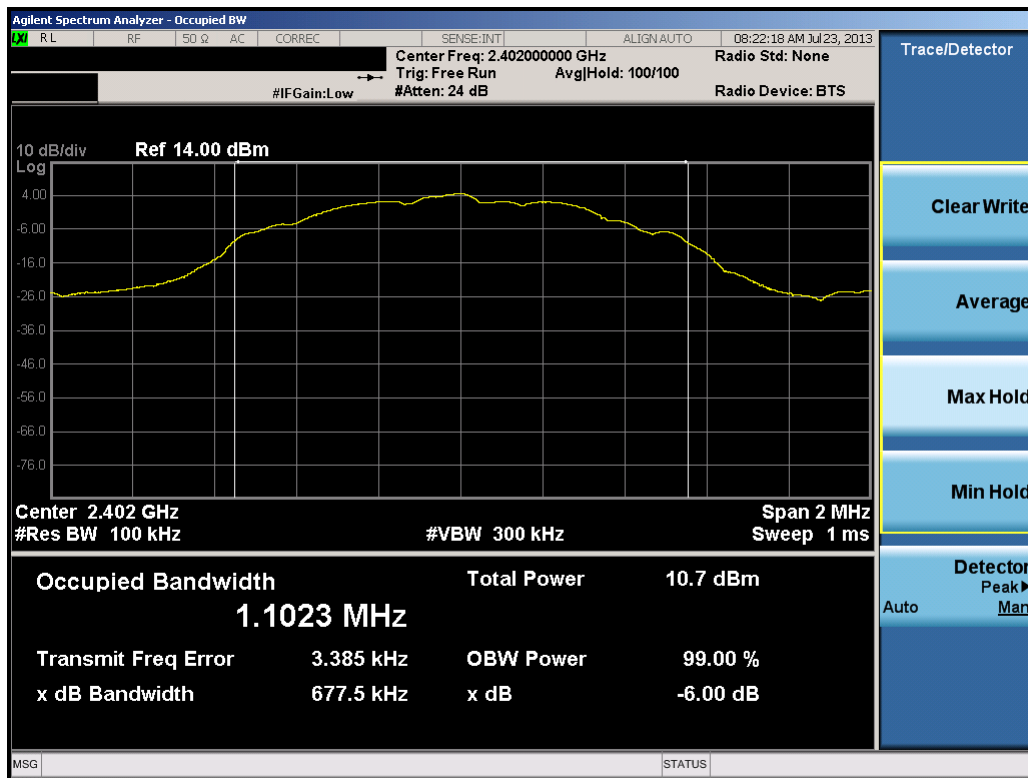 Agilent Spectrum Analyzer - Occupied BW
LXI RL RF 50 Ω AC CORREC SENSE:INT ALIGN AUTO 08:22:18 AM Jul 23, 2013
Center Freq: 2.402000000 GHz Radio Std: None
Trig: Free Run Avg|Hold: 100/100
#IFGain:Low #Atten: 24 dB Radio Device: BTS
10 dB/div Ref 14.00 dBm
Log
4.00
-6.00
-16.0
-26.0
-36.0
-46.0
-56.0
-66.0
-76.0
Center 2.402 GHz Span 2 MHz
#Res BW 100 kHz #VBW 300 kHz Sweep 1 ms
Occupied Bandwidth Total Power 10.7 dBm
1.1023 MHz
Transmit Freq Error 3.385 kHz OBW Power 99.00 %
x dB Bandwidth 677.5 kHz x dB -6.00 dB
MSG STATUS
Trace/Detector
Clear Write
Average
Max Hold
Min Hold
Detector
Peak▶
Auto Man